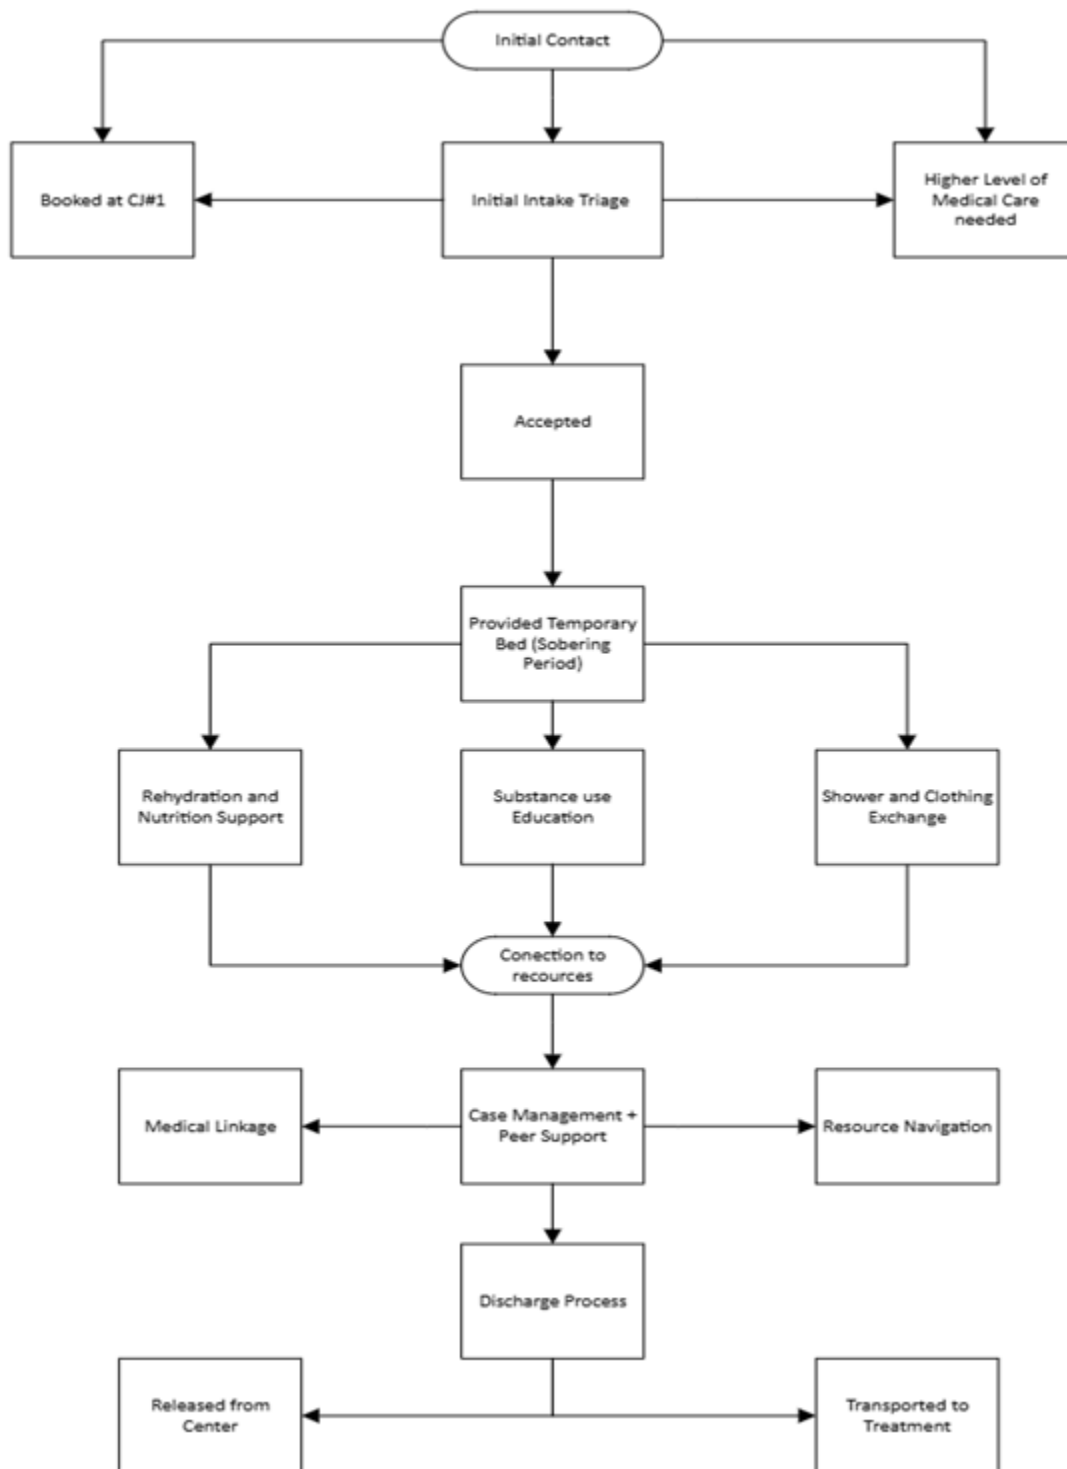 Initial Contact
Booked at CJ#1
Initial Intake Triage
Higher Level of
Medical Care
needed
Accepted
Provided Temporary
Bed (Sobering
Period)
Rehydration and
Nutrition Support
Substance use
Education
Shower and Clothing
Exchange
Conection to
recources
Medical Linkage
Case Management +
Peer Support
Resource Navigation
Discharge Process
Released from
Center
Transported to
Treatment